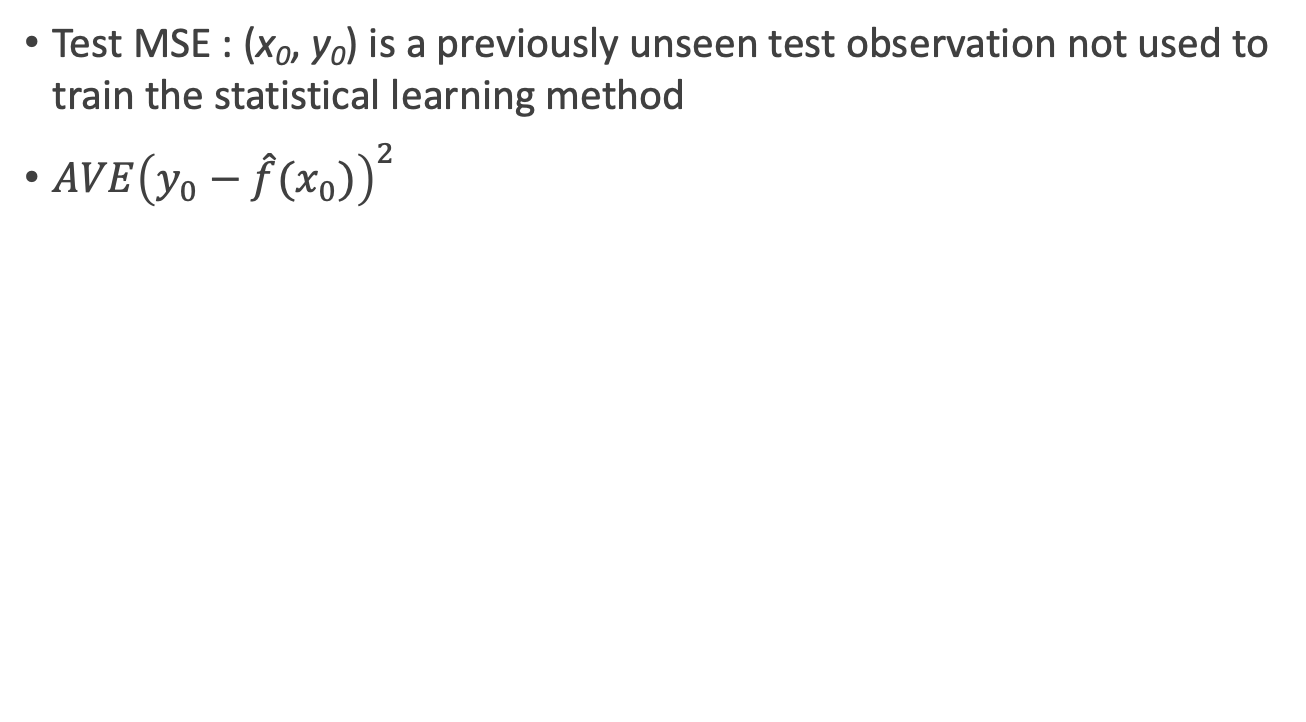 • Test MSE : (x₀, y₀) is a previously unseen test observation not used to
train the statistical learning method
• 𝐴𝑉𝐸(𝑦₀ − 𝑓̂(𝑥₀))²